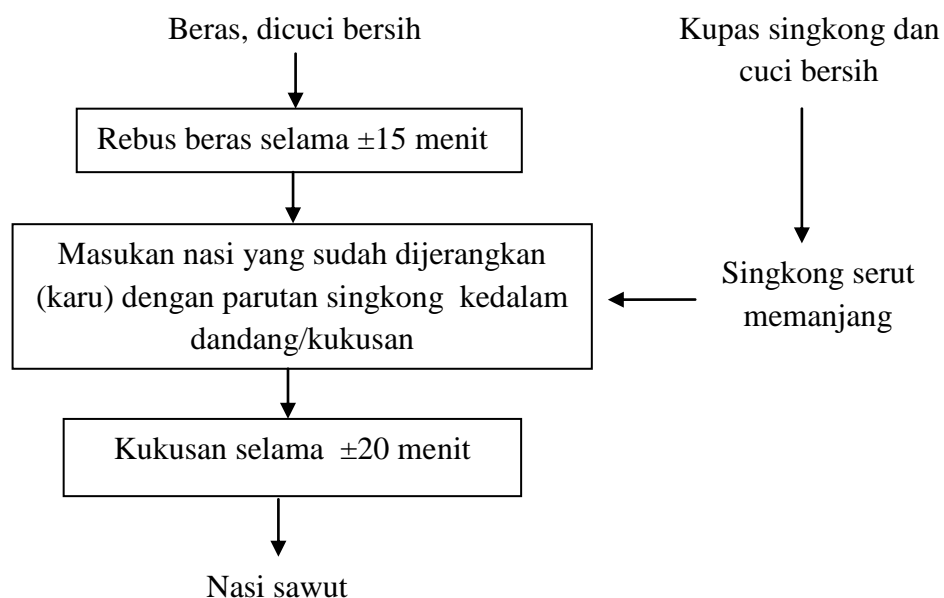 Beras, dicuci bersih
Kupas singkong dan
cuci bersih
Rebus beras selama ±15 menit
Masukan nasi yang sudah dijerangkan
(karu) dengan parutan singkong kedalam
dandang/kukusan
Singkong serut
memanjang
Kukusan selama ±20 menit
Nasi sawut